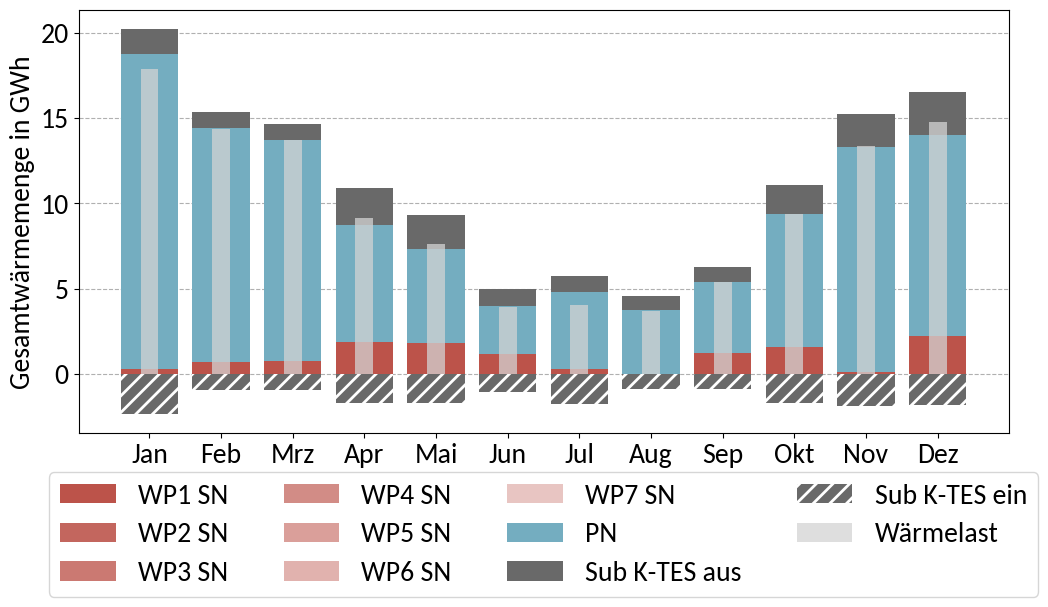 Gesamtwärmemenge in GWh
20
15
10
5
0
Jan Feb Mrz Apr Mai Jun Jul Aug Sep Okt Nov Dez
WP1 SN WP4 SN WP7 SN Sub K-TES ein
WP2 SN WP5 SN PN Wärmelast
WP3 SN WP6 SN Sub K-TES aus